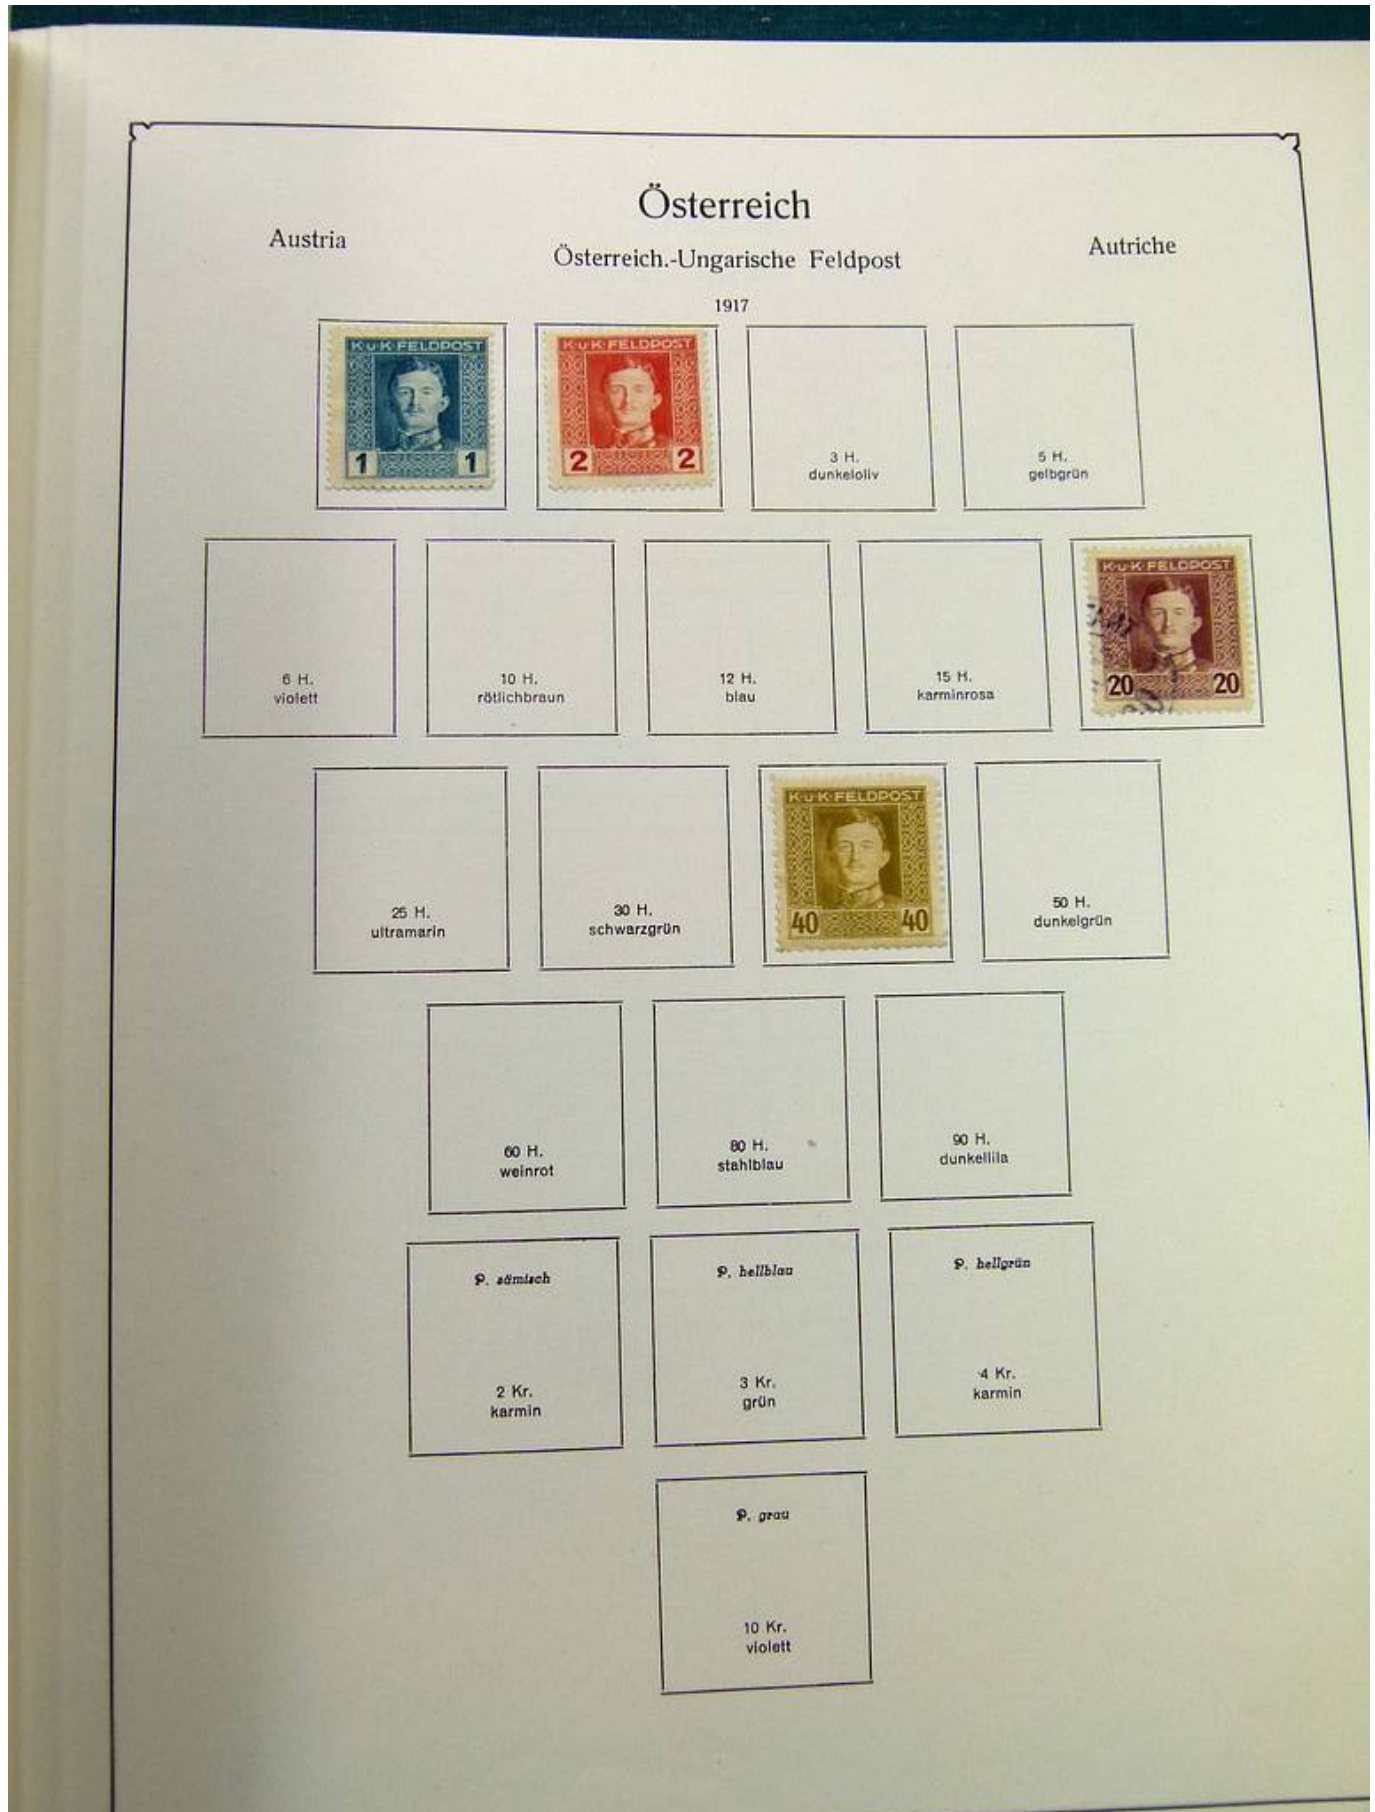 Österreich
Austria
Österreich.-Ungarische Feldpost
Autriche
1917
K.u.K.FELDPOST
1 1
K.u.K.FELDPOST
2 2
3 H.
dunkeloliv
5 H.
gelbgrün
6 H.
violett
10 H.
rötlichbraun
12 H.
blau
15 H.
karminrosa
K.u.K.FELDPOST
20 20
25 H.
ultramarin
30 H.
schwarzgrün
K.u.K.FELDPOST
40 40
50 H.
dunkelgrün
60 H.
weinrot
80 H.
stahlblau
90 H.
dunkellila
P. sämisch
2 Kr.
karmin
P. hellblau
3 Kr.
grün
P. hellgrün
4 Kr.
karmin
P. grau
10 Kr.
violett